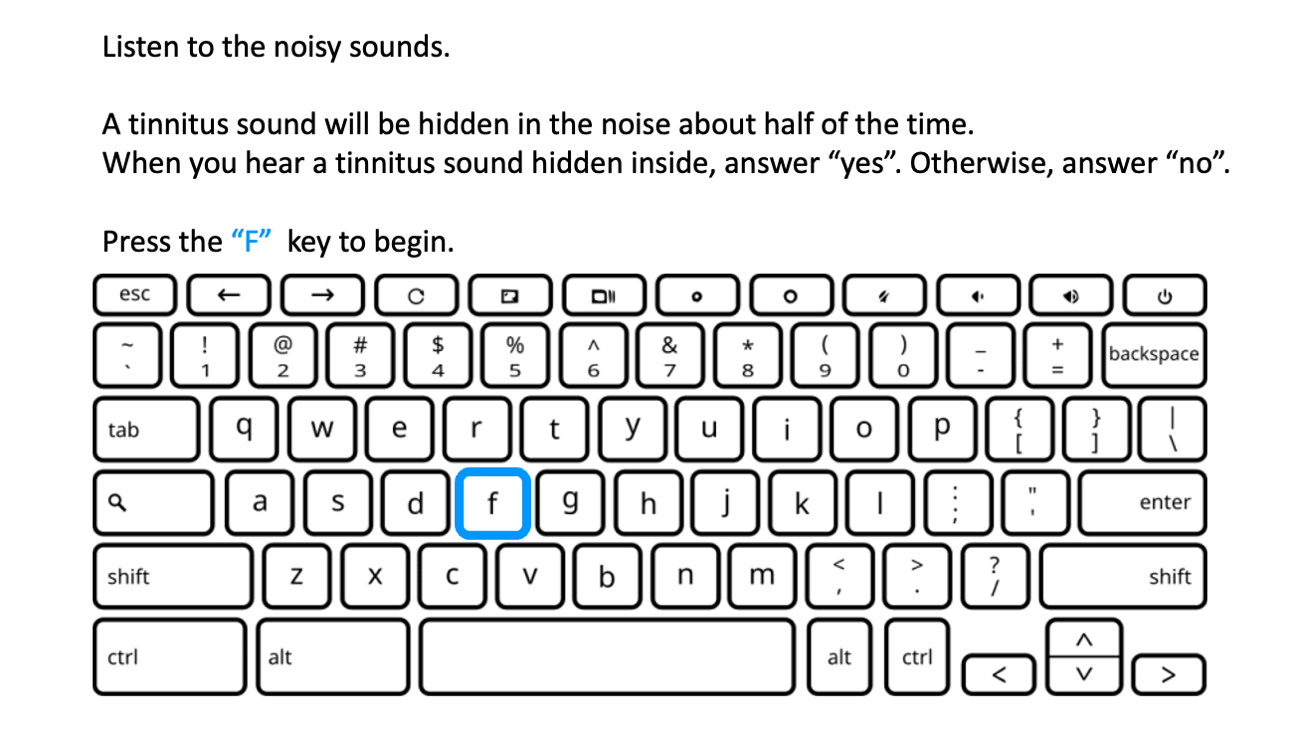 Listen to the noisy sounds.
A tinnitus sound will be hidden in the noise about half of the time.
When you hear a tinnitus sound hidden inside, answer “yes”. Otherwise, answer “no”.
Press the “F” key to begin.
esc
~ ! @ # $ % ^ & * ( ) _ +
` 1 2 3 4 5 6 7 8 9 0 - = backspace
tab q w e r t y u i o p { [ } ] | \
a s d f g h j k l : ; " ' enter
shift z x c v b n m < , > . ? / shift
ctrl alt alt ctrl < ^ v >